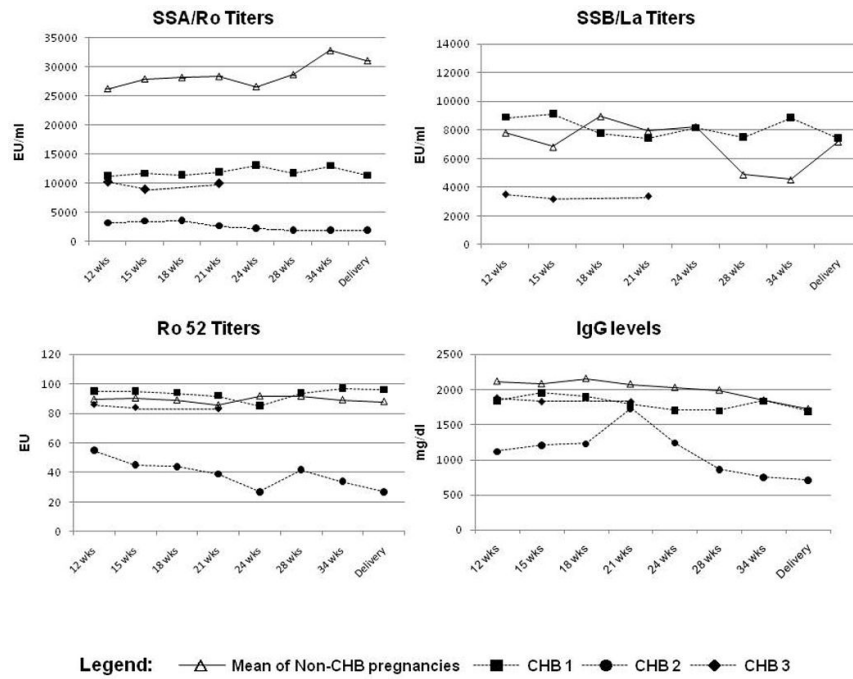 SSA/Ro Titers
35000
30000
25000
20000
15000
10000
5000
0
EU/ml
12 wks
15 wks
18 wks
21 wks
24 wks
28 wks
34 wks
Delivery
SSB/La Titers
14000
12000
10000
8000
6000
4000
2000
0
EU/ml
12 wks
15 wks
18 wks
21 wks
24 wks
28 wks
34 wks
Delivery
Ro 52 Titers
120
100
80
60
40
20
0
EU
12 wks
15 wks
18 wks
21 wks
24 wks
28 wks
34 wks
Delivery
IgG levels
2500
2000
1500
1000
500
0
mg/dl
12 wks
15 wks
18 wks
21 wks
24 wks
28 wks
34 wks
Delivery
Legend: Mean of Non-CHB pregnancies CHB 1 CHB 2 CHB 3